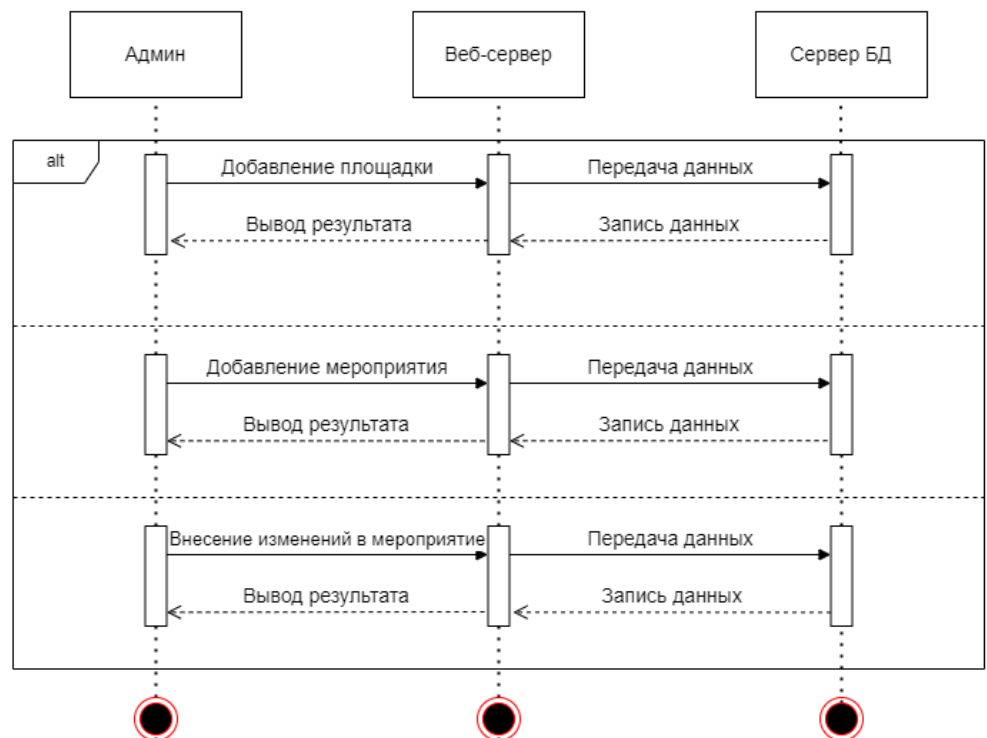 Админ
Веб-сервер
Сервер БД
alt
Добавление площадки
Передача данных
Вывод результата
Запись данных
Добавление мероприятия
Передача данных
Вывод результата
Запись данных
Внесение изменений в мероприятие
Передача данных
Вывод результата
Запись данных